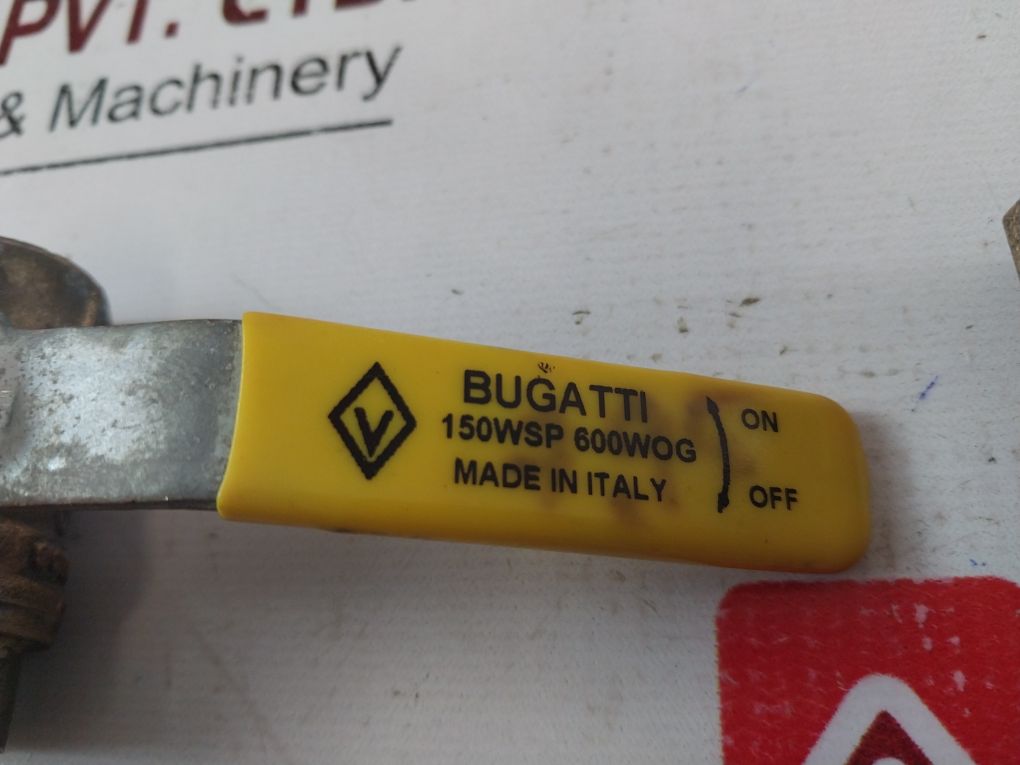 PVT. LTD.
& Machinery
V
BUGATTI
150WSP 600WOG
MADE IN ITALY
ON
OFF